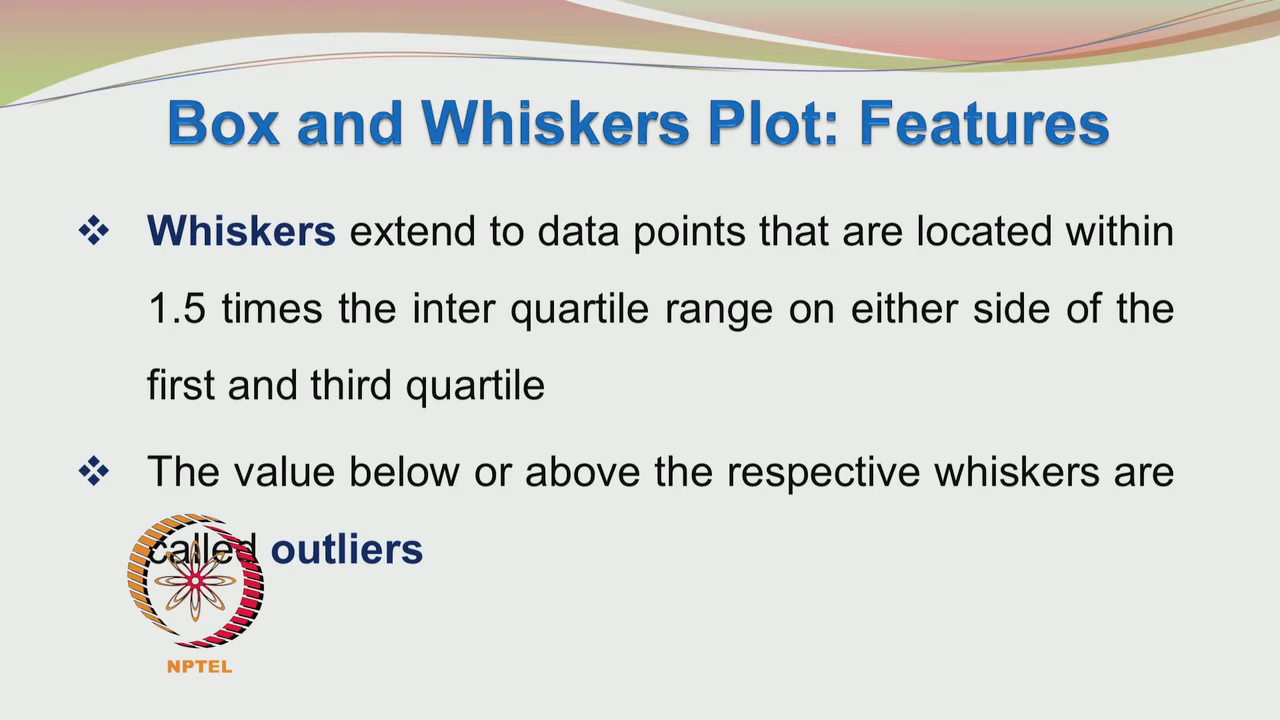 Box and Whiskers Plot: Features
❖ Whiskers extend to data points that are located within
1.5 times the inter quartile range on either side of the
first and third quartile
❖ The value below or above the respective whiskers are
called outliers
NPTEL